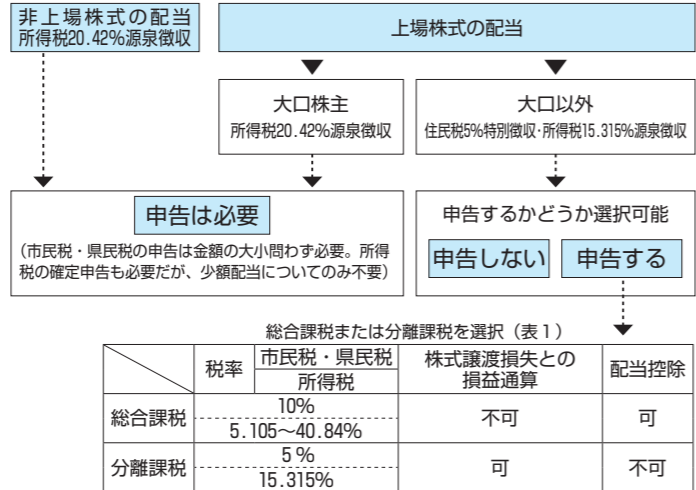 非上場株式の配当
所得税20.42%源泉徴収
上場株式の配当
大口株主
所得税20.42%源泉徴収
大口以外
住民税5%特別徴収・所得税15.315%源泉徴収
申告は必要
（市民税・県民税の申告は金額の大小問わず必要。所得
税の確定申告も必要だが、少額配当についてのみ不要）
申告するかどうか選択可能
申告しない
申告する
総合課税または分離課税を選択（表１）
税率
市民税・県民税
所得税
株式譲渡損失との
損益通算
配当控除
総合課税
10%
5.105〜40.84%
不可
可
分離課税
5%
15.315%
可
不可